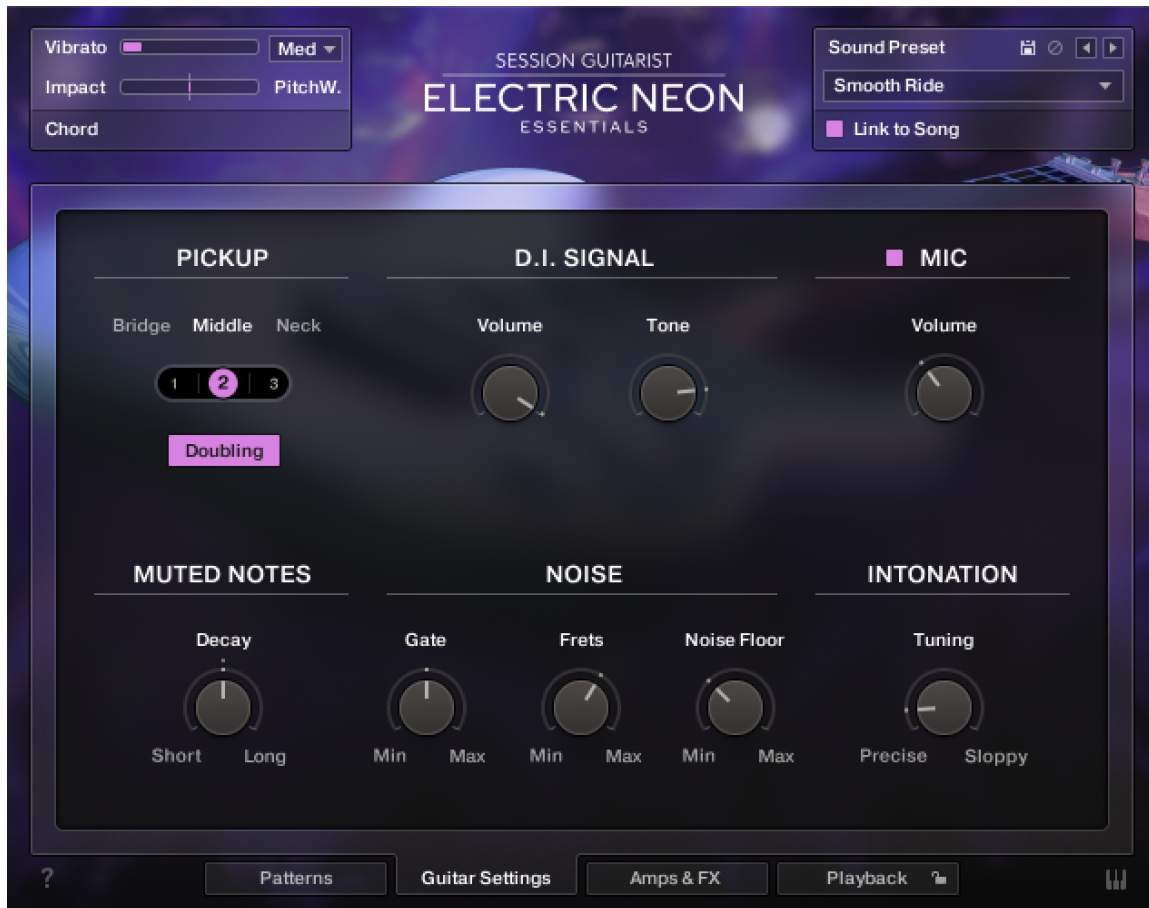 Vibrato Med
Impact PitchW.
Chord
SESSION GUITARIST
ELECTRIC NEON
ESSENTIALS
Sound Preset
Smooth Ride
Link to Song
PICKUP
Bridge Middle Neck
1 2 3
Doubling
D.I. SIGNAL
Volume Tone
MIC
Volume
MUTED NOTES
Decay
Short Long
NOISE
Gate Frets Noise Floor
Min Max Min Max Min Max
INTONATION
Tuning
Precise Sloppy
? Patterns Guitar Settings Amps & FX Playback